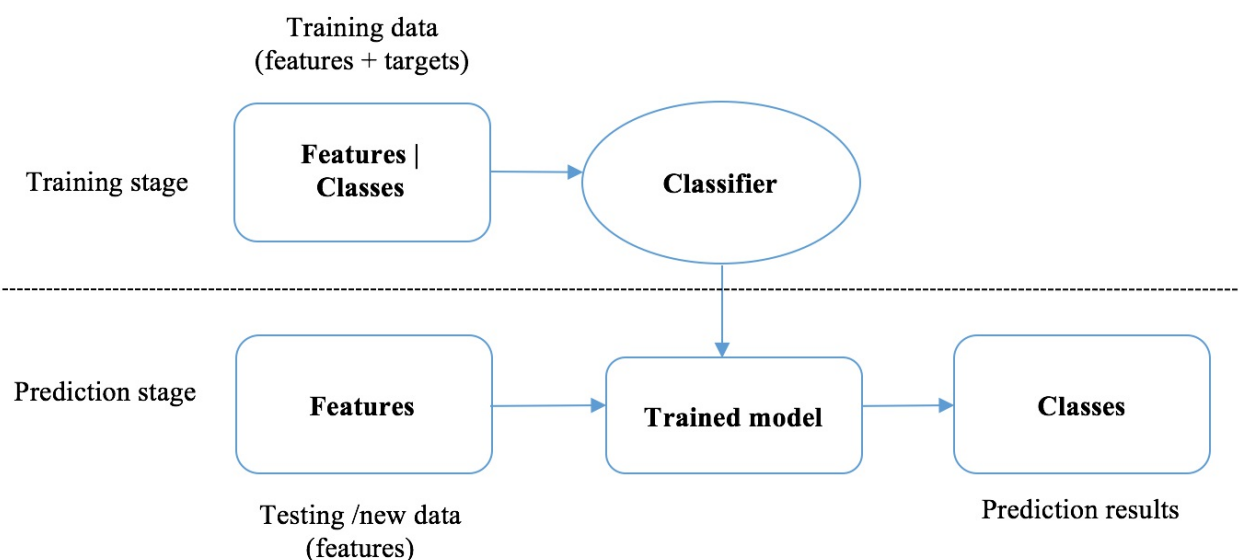 Training data
(features + targets)
Training stage
Features |
Classes
Classifier
Prediction stage
Features
Trained model
Classes
Testing /new data
(features)
Prediction results